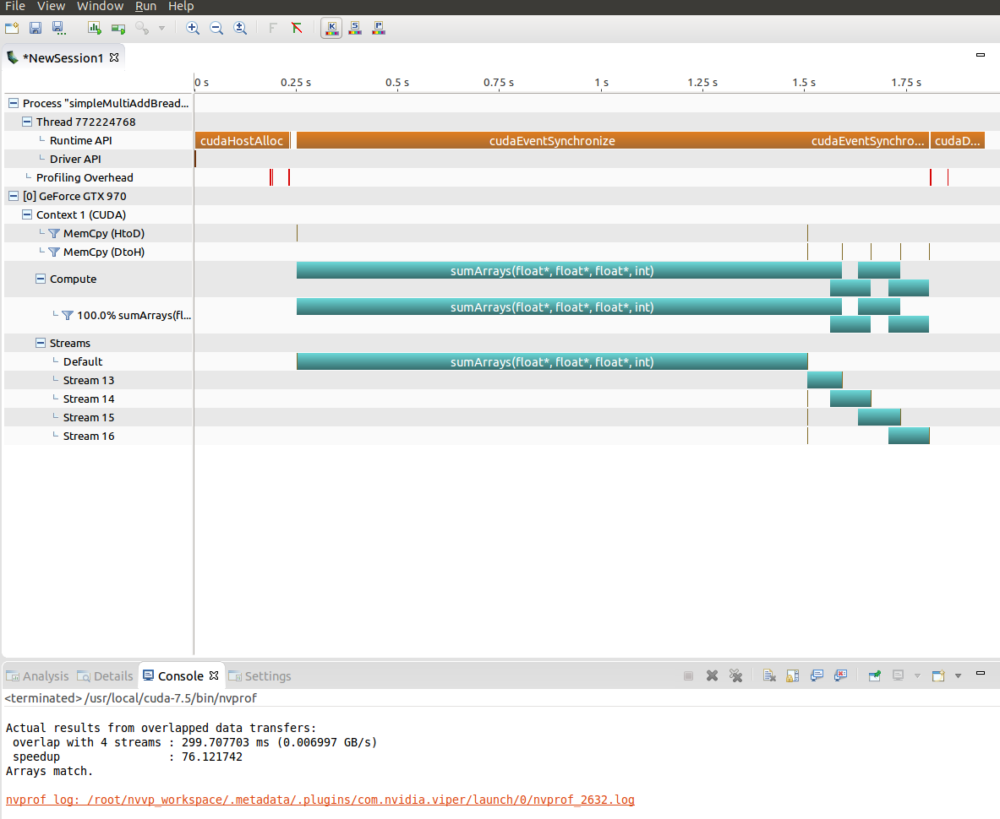 File View Window Run Help
F K S P
*NewSession1
0 s 0.25 s 0.5 s 0.75 s 1 s 1.25 s 1.5 s 1.75 s
Process "simpleMultiAddBread...
Thread 772224768
Runtime API cudaHostAlloc cudaEventSynchronize cudaEventSynchro... cudaD...
Driver API
Profiling Overhead
[0] GeForce GTX 970
Context 1 (CUDA)
MemCpy (HtoD)
MemCpy (DtoH)
Compute sumArrays(float*, float*, float*, int)
100.0% sumArrays(fl... sumArrays(float*, float*, float*, int)
Streams
Default sumArrays(float*, float*, float*, int)
Stream 13
Stream 14
Stream 15
Stream 16
Analysis Details Console Settings
<terminated> /usr/local/cuda-7.5/bin/nvprof
Actual results from overlapped data transfers:
overlap with 4 streams : 299.707703 ms (0.006997 GB/s)
speedup : 76.121742
Arrays match.
nvprof log: /root/nvvp_workspace/.metadata/.plugins/com.nvidia.viper/launch/0/nvprof_2632.log